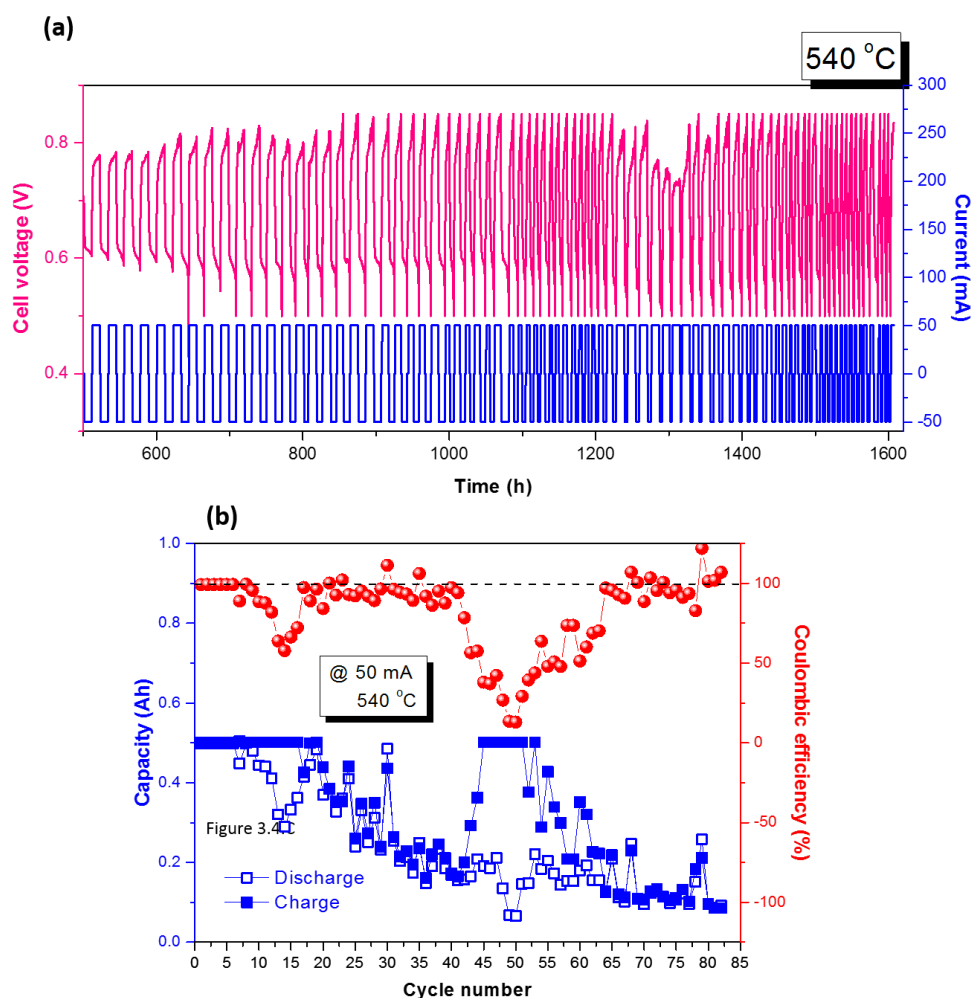 (a)
540 °C
0.8
0.6
0.4
Cell voltage (V)
300
250
200
150
100
50
0
-50
Current (mA)
600 800 1000 1200 1400 1600
Time (h)
(b)
1.0
0.8
0.6
0.4
0.2
0.0
Capacity (Ah)
@ 50 mA
540 °C
Figure 3.4 C
Discharge
Charge
100
50
0
-50
-100
Coulombic efficiency (%)
0 5 10 15 20 25 30 35 40 45 50 55 60 65 70 75 80 85
Cycle number